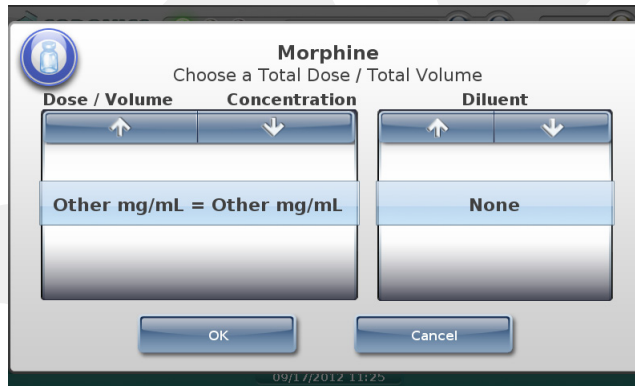 Morphine
Choose a Total Dose / Total Volume
Dose / Volume Concentration Diluent
Other mg/mL = Other mg/mL None
OK Cancel
09/17/2012 11:25